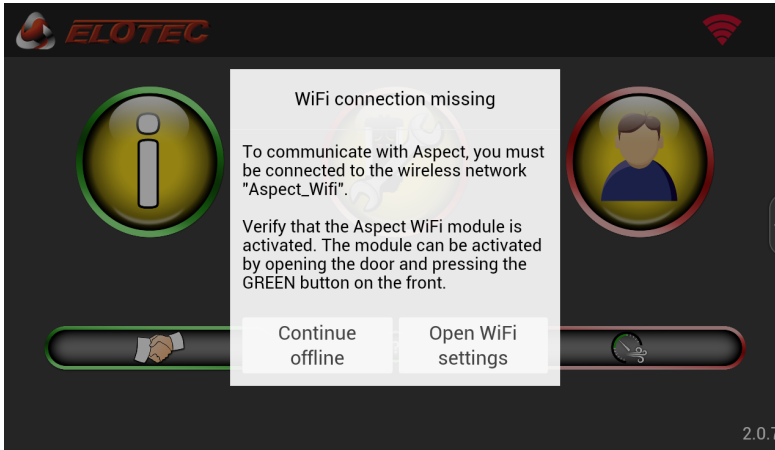 ELOTEC
WiFi connection missing
To communicate with Aspect, you must
be connected to the wireless network
"Aspect_Wifi".
Verify that the Aspect WiFi module is
activated. The module can be activated
by opening the door and pressing the
GREEN button on the front.
Continue
offline
Open WiFi
settings